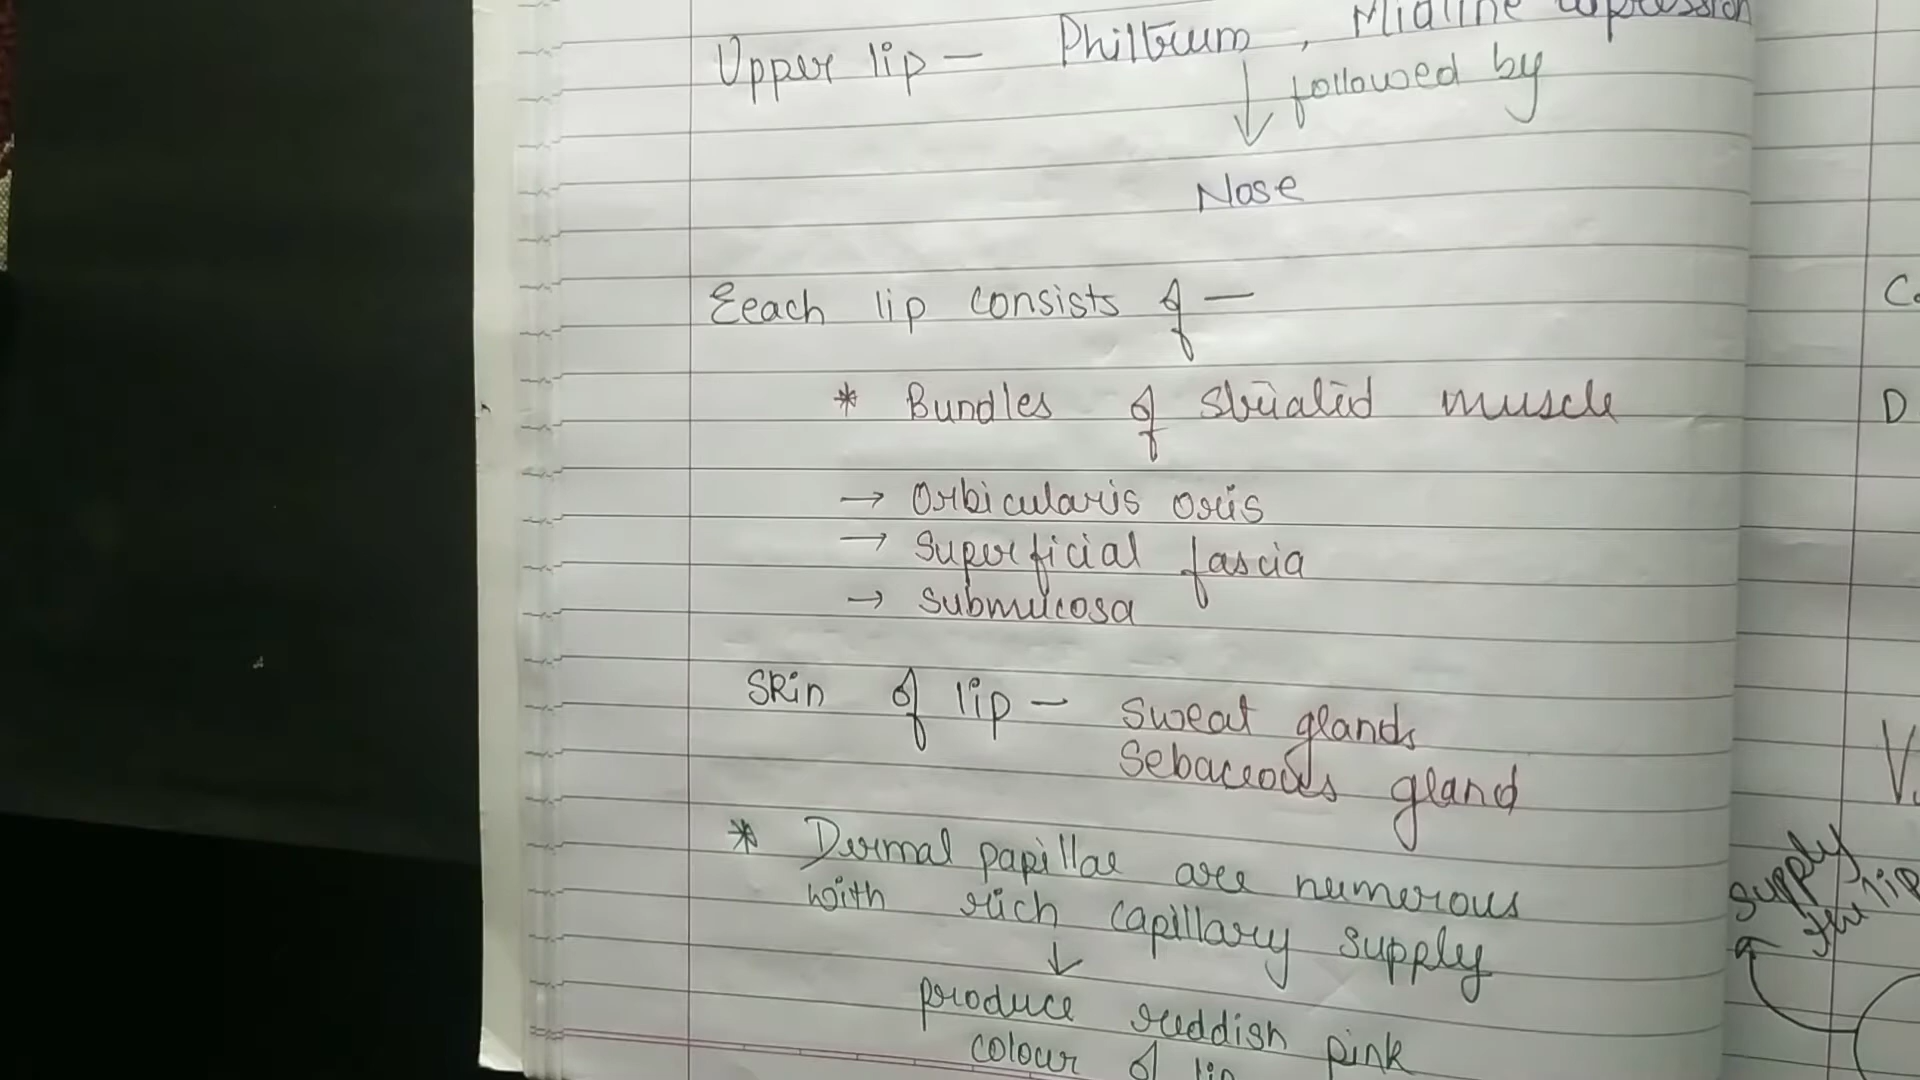 Upper lip — Philtrum, Midline depression
↓ followed by
Nose
Eeach lip consists of —
* Bundles of striated muscle
→ Orbicularis oris
→ Superficial fascia
→ Submucosa
Skin of lip — sweat glands
Sebaceous gland
* Dermal papillae are numerous
with rich capillary supply
↓
produce reddish pink
colour of lip
D
supply
the lip